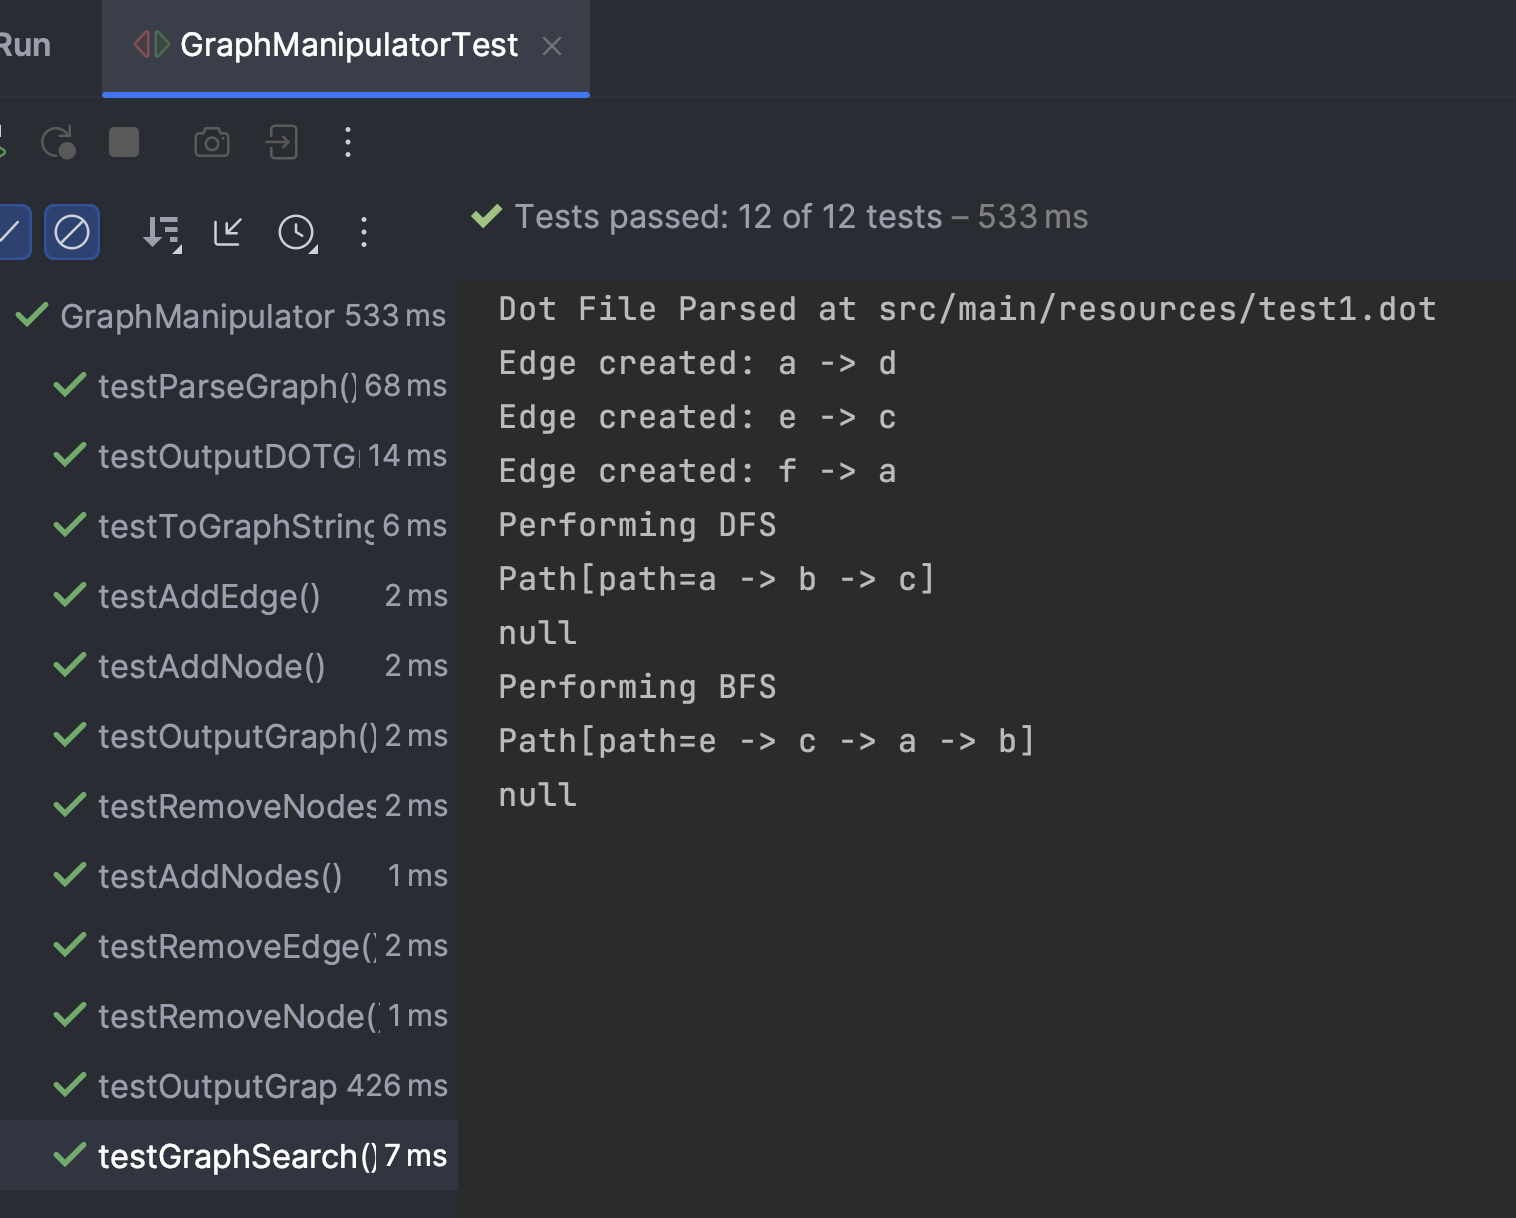 Run
GraphManipulatorTest
Tests passed: 12 of 12 tests – 533 ms
GraphManipulator 533 ms
testParseGraph() 68 ms
testOutputDOTG 14 ms
testToGraphString 6 ms
testAddEdge() 2 ms
testAddNode() 2 ms
testOutputGraph() 2 ms
testRemoveNodes 2 ms
testAddNodes() 1 ms
testRemoveEdge() 2 ms
testRemoveNode() 1 ms
testOutputGrap 426 ms
testGraphSearch() 7 ms
Dot File Parsed at src/main/resources/test1.dot
Edge created: a -> d
Edge created: e -> c
Edge created: f -> a
Performing DFS
Path[path=a -> b -> c]
null
Performing BFS
Path[path=e -> c -> a -> b]
null